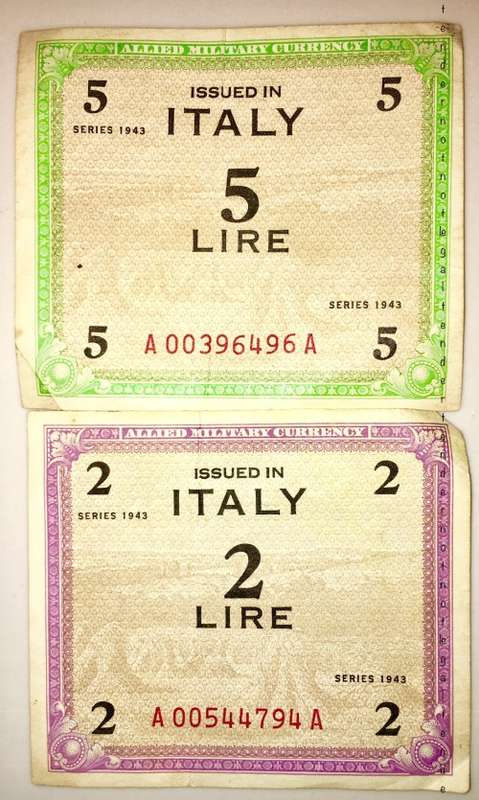 ALLIED MILITARY CURRENCY
5 ISSUED IN 5
SERIES 1943 ITALY
5
LIRE
SERIES 1943
5 A 00396496 A 5
ALLIED MILITARY CURRENCY
2 ISSUED IN 2
SERIES 1943 ITALY
2
LIRE
SERIES 1943
2 A 00544794 A 2